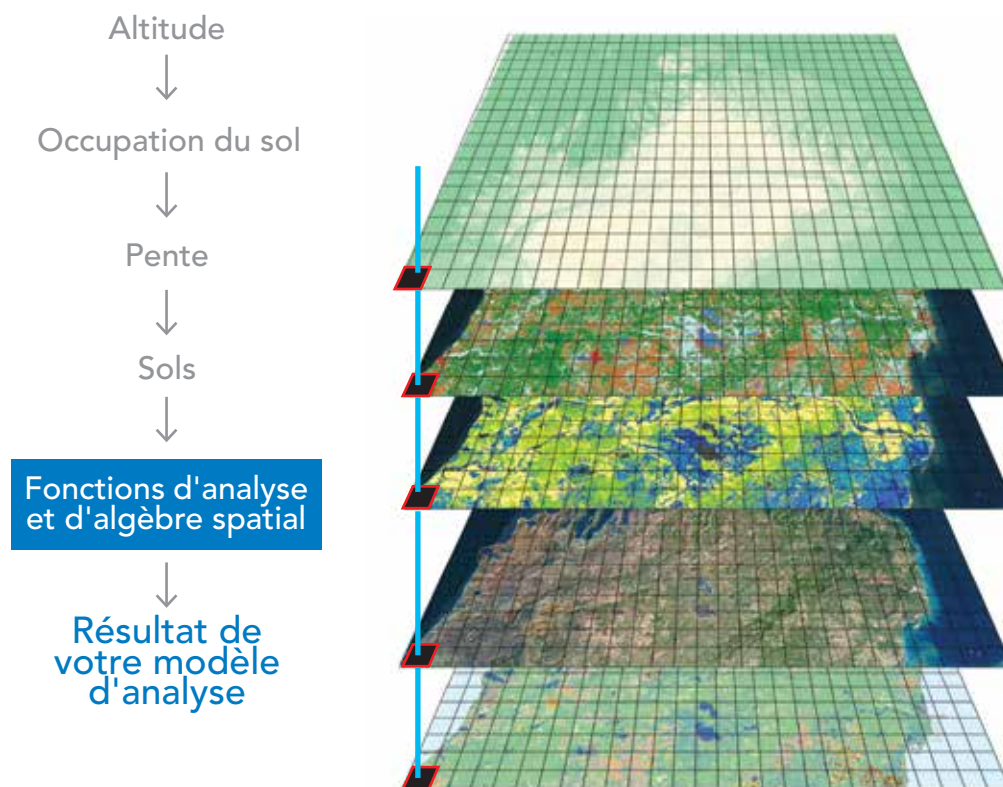 Altitude
Occupation du sol
Pente
Sols
Fonctions d'analyse
et d'algèbre spatial
Résultat de
votre modèle
d'analyse